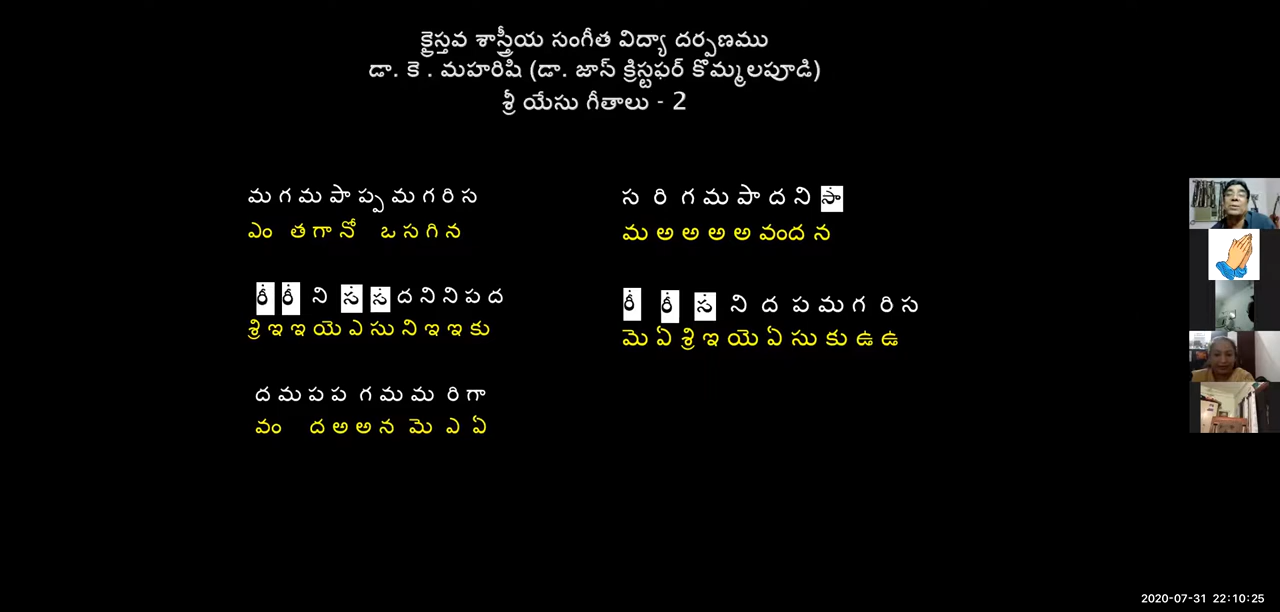 క్రైస్తవ శాస్త్రీయ సంగీత విద్యా దర్పణము
డా. కె . మహరిషి (డా. జాస్ క్రిస్టఫర్ కొమ్మలపూడి)
శ్రీ యేసు గీతాలు - 2
మ గ మ పా ప్ప మ గ రి స
ఎం త గా నో ఒ స గి న
రీ̇ రీ̇ ని స̇ స̇ ద ని ని ప ద
శ్రి ఇ ఇ యె ఎ సు ని ఇ ఇ కు
ద మ ప ప గ మ మ రి గా
వం ద అ అ న మె ఎ ఏ
స రి గ మ పా ద ని సా̇
మ అ అ అ అ వం ద న
రీ̇ రీ̇ స̇ ని ద ప మ గ రి స
మె ఏ శ్రి ఇ యె ఏ సు కు ఉ ఉ
2020-07-31 22:10:25